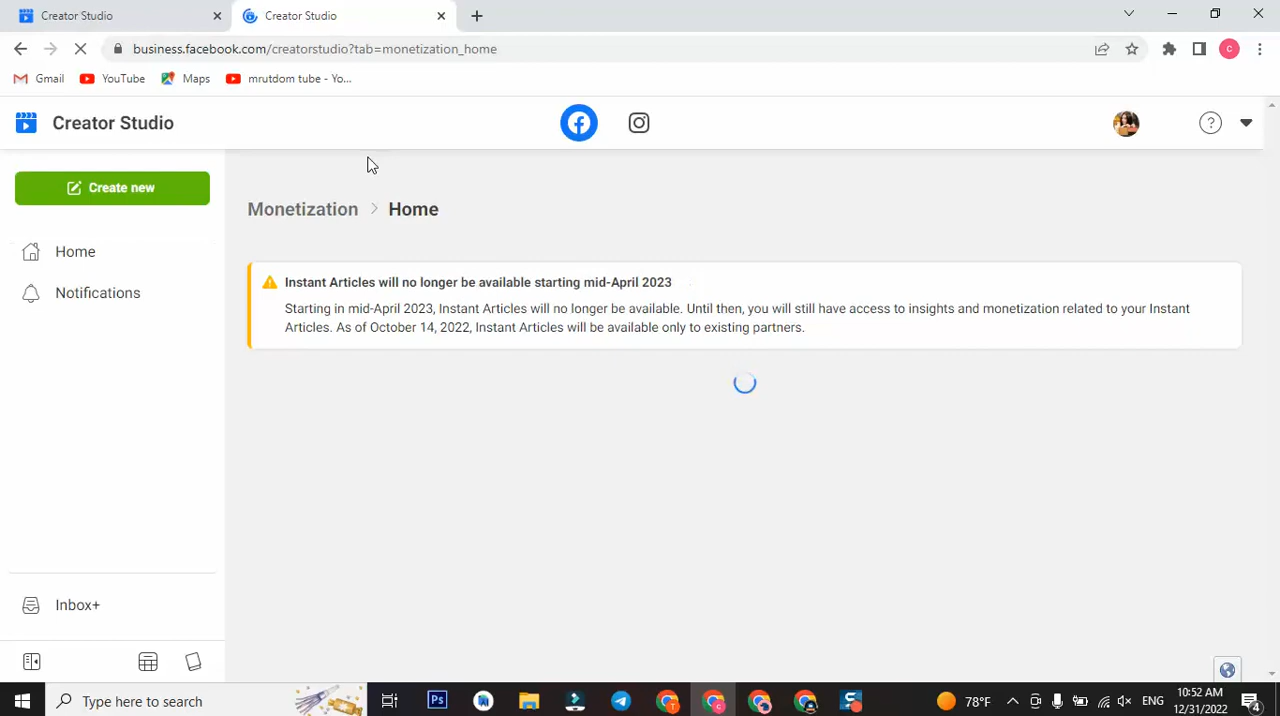 Creator Studio
Creator Studio
business.facebook.com/creatorstudio?tab=monetization_home
C
Gmail
YouTube
Maps
mrutdom tube - Yo...
Creator Studio
Create new
Monetization > Home
Home
Notifications
Instant Articles will no longer be available starting mid-April 2023
Starting in mid-April 2023, Instant Articles will no longer be available. Until then, you will still have access to insights and monetization related to your Instant
Articles. As of October 14, 2022, Instant Articles will be available only to existing partners.
Inbox+
Type here to search
Ps
78°F
ENG
10:52 AM
12/31/2022
4